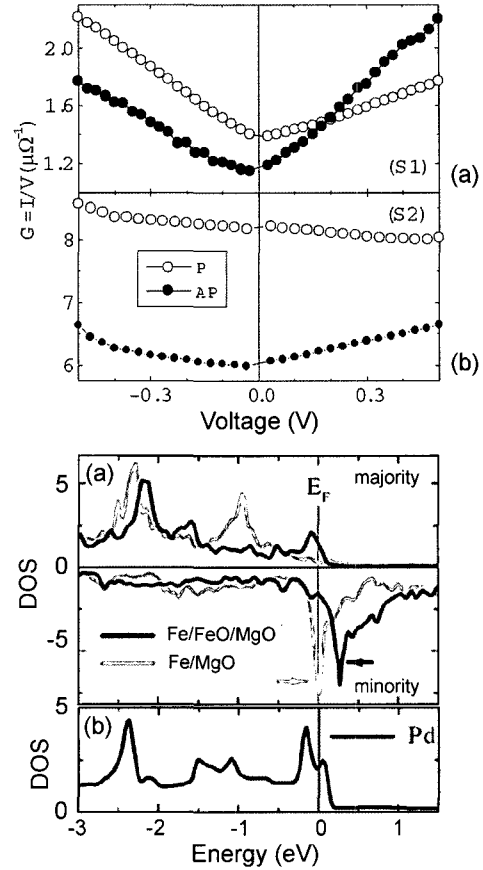 2.0
1.6
1.2
G=I/V(μΩ⁻¹)
(S1)
(a)
8
7
6
(S2)
P
AP
(b)
-0.3 0.0 0.3
Voltage (V)
(a)
E_F
majority
5
0
-5
DOS
Fe/FeO/MgO
Fe/MgO
minority
5
(b)
Pd
DOS
0
-3 -2 -1 0 1
Energy (eV)